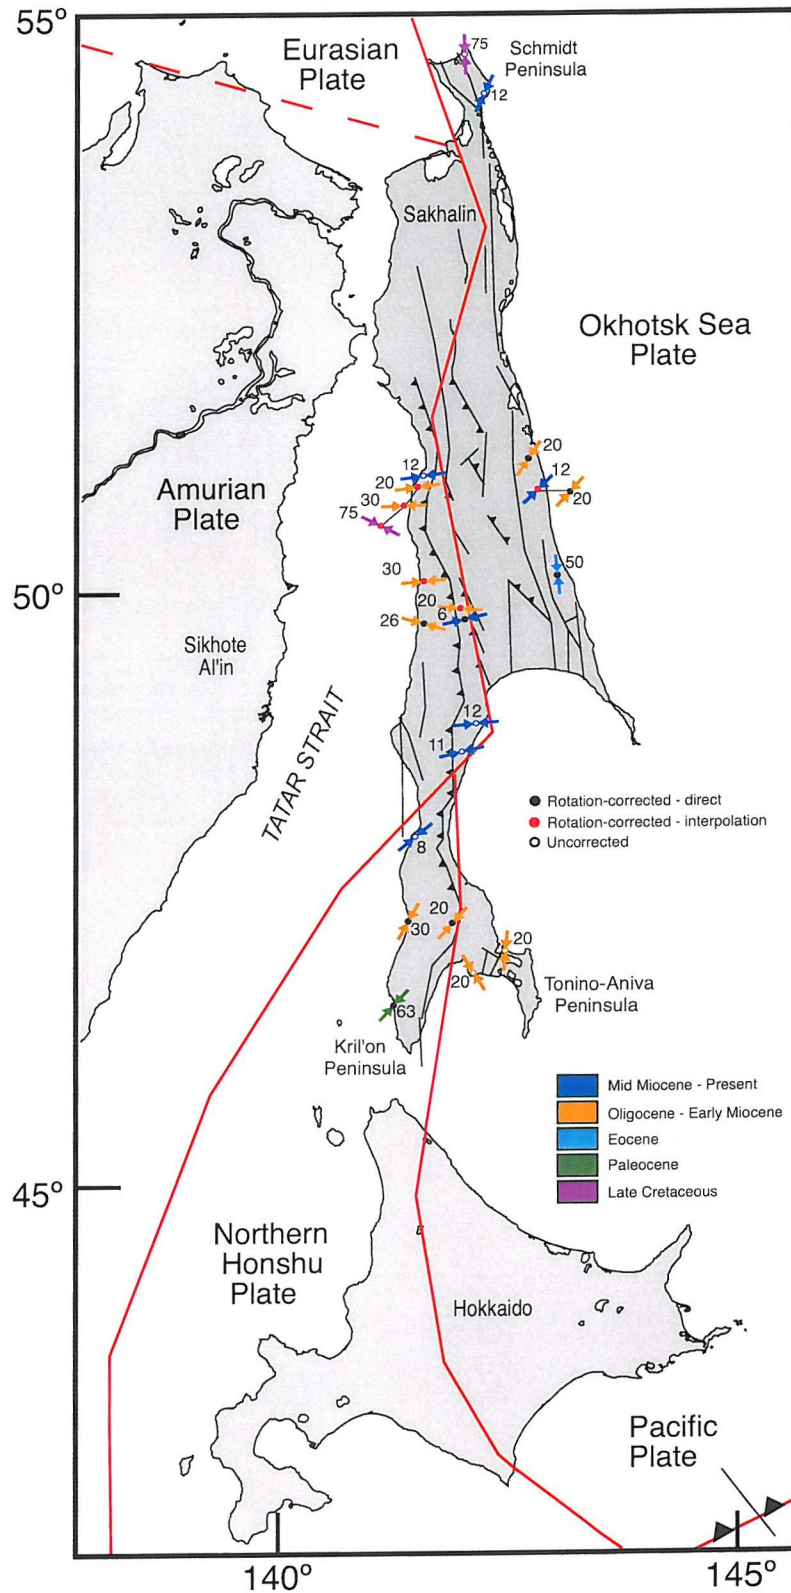 55°
Eurasian
Plate
75
Schmidt
Peninsula
12
Sakhalin
Okhotsk Sea
Plate
20
12
20
12
20
30
75
Amurian
Plate
50
30
20
6
26
50°
Sikhote
Al'in
12
11
TATAR STRAIT
Rotation-corrected - direct
Rotation-corrected - interpolation
Uncorrected
8
20
30
20
20
Tonino-Aniva
Peninsula
63
Kril'on
Peninsula
Mid Miocene - Present
Oligocene - Early Miocene
Eocene
Paleocene
Late Cretaceous
45°
Northern
Honshu
Plate
Hokkaido
Pacific
Plate
140°
145°